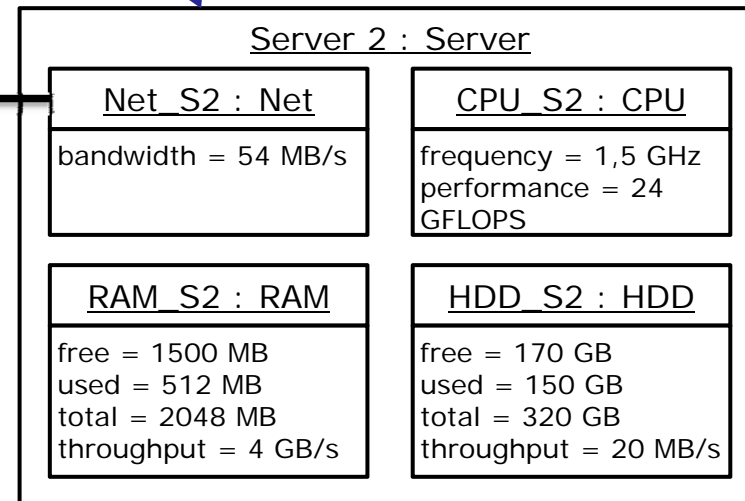 Server 2 : Server
Net_S2 : Net
bandwidth = 54 MB/s
CPU_S2 : CPU
frequency = 1,5 GHz
performance = 24
GFLOPS
RAM_S2 : RAM
free = 1500 MB
used = 512 MB
total = 2048 MB
throughput = 4 GB/s
HDD_S2 : HDD
free = 170 GB
used = 150 GB
total = 320 GB
throughput = 20 MB/s